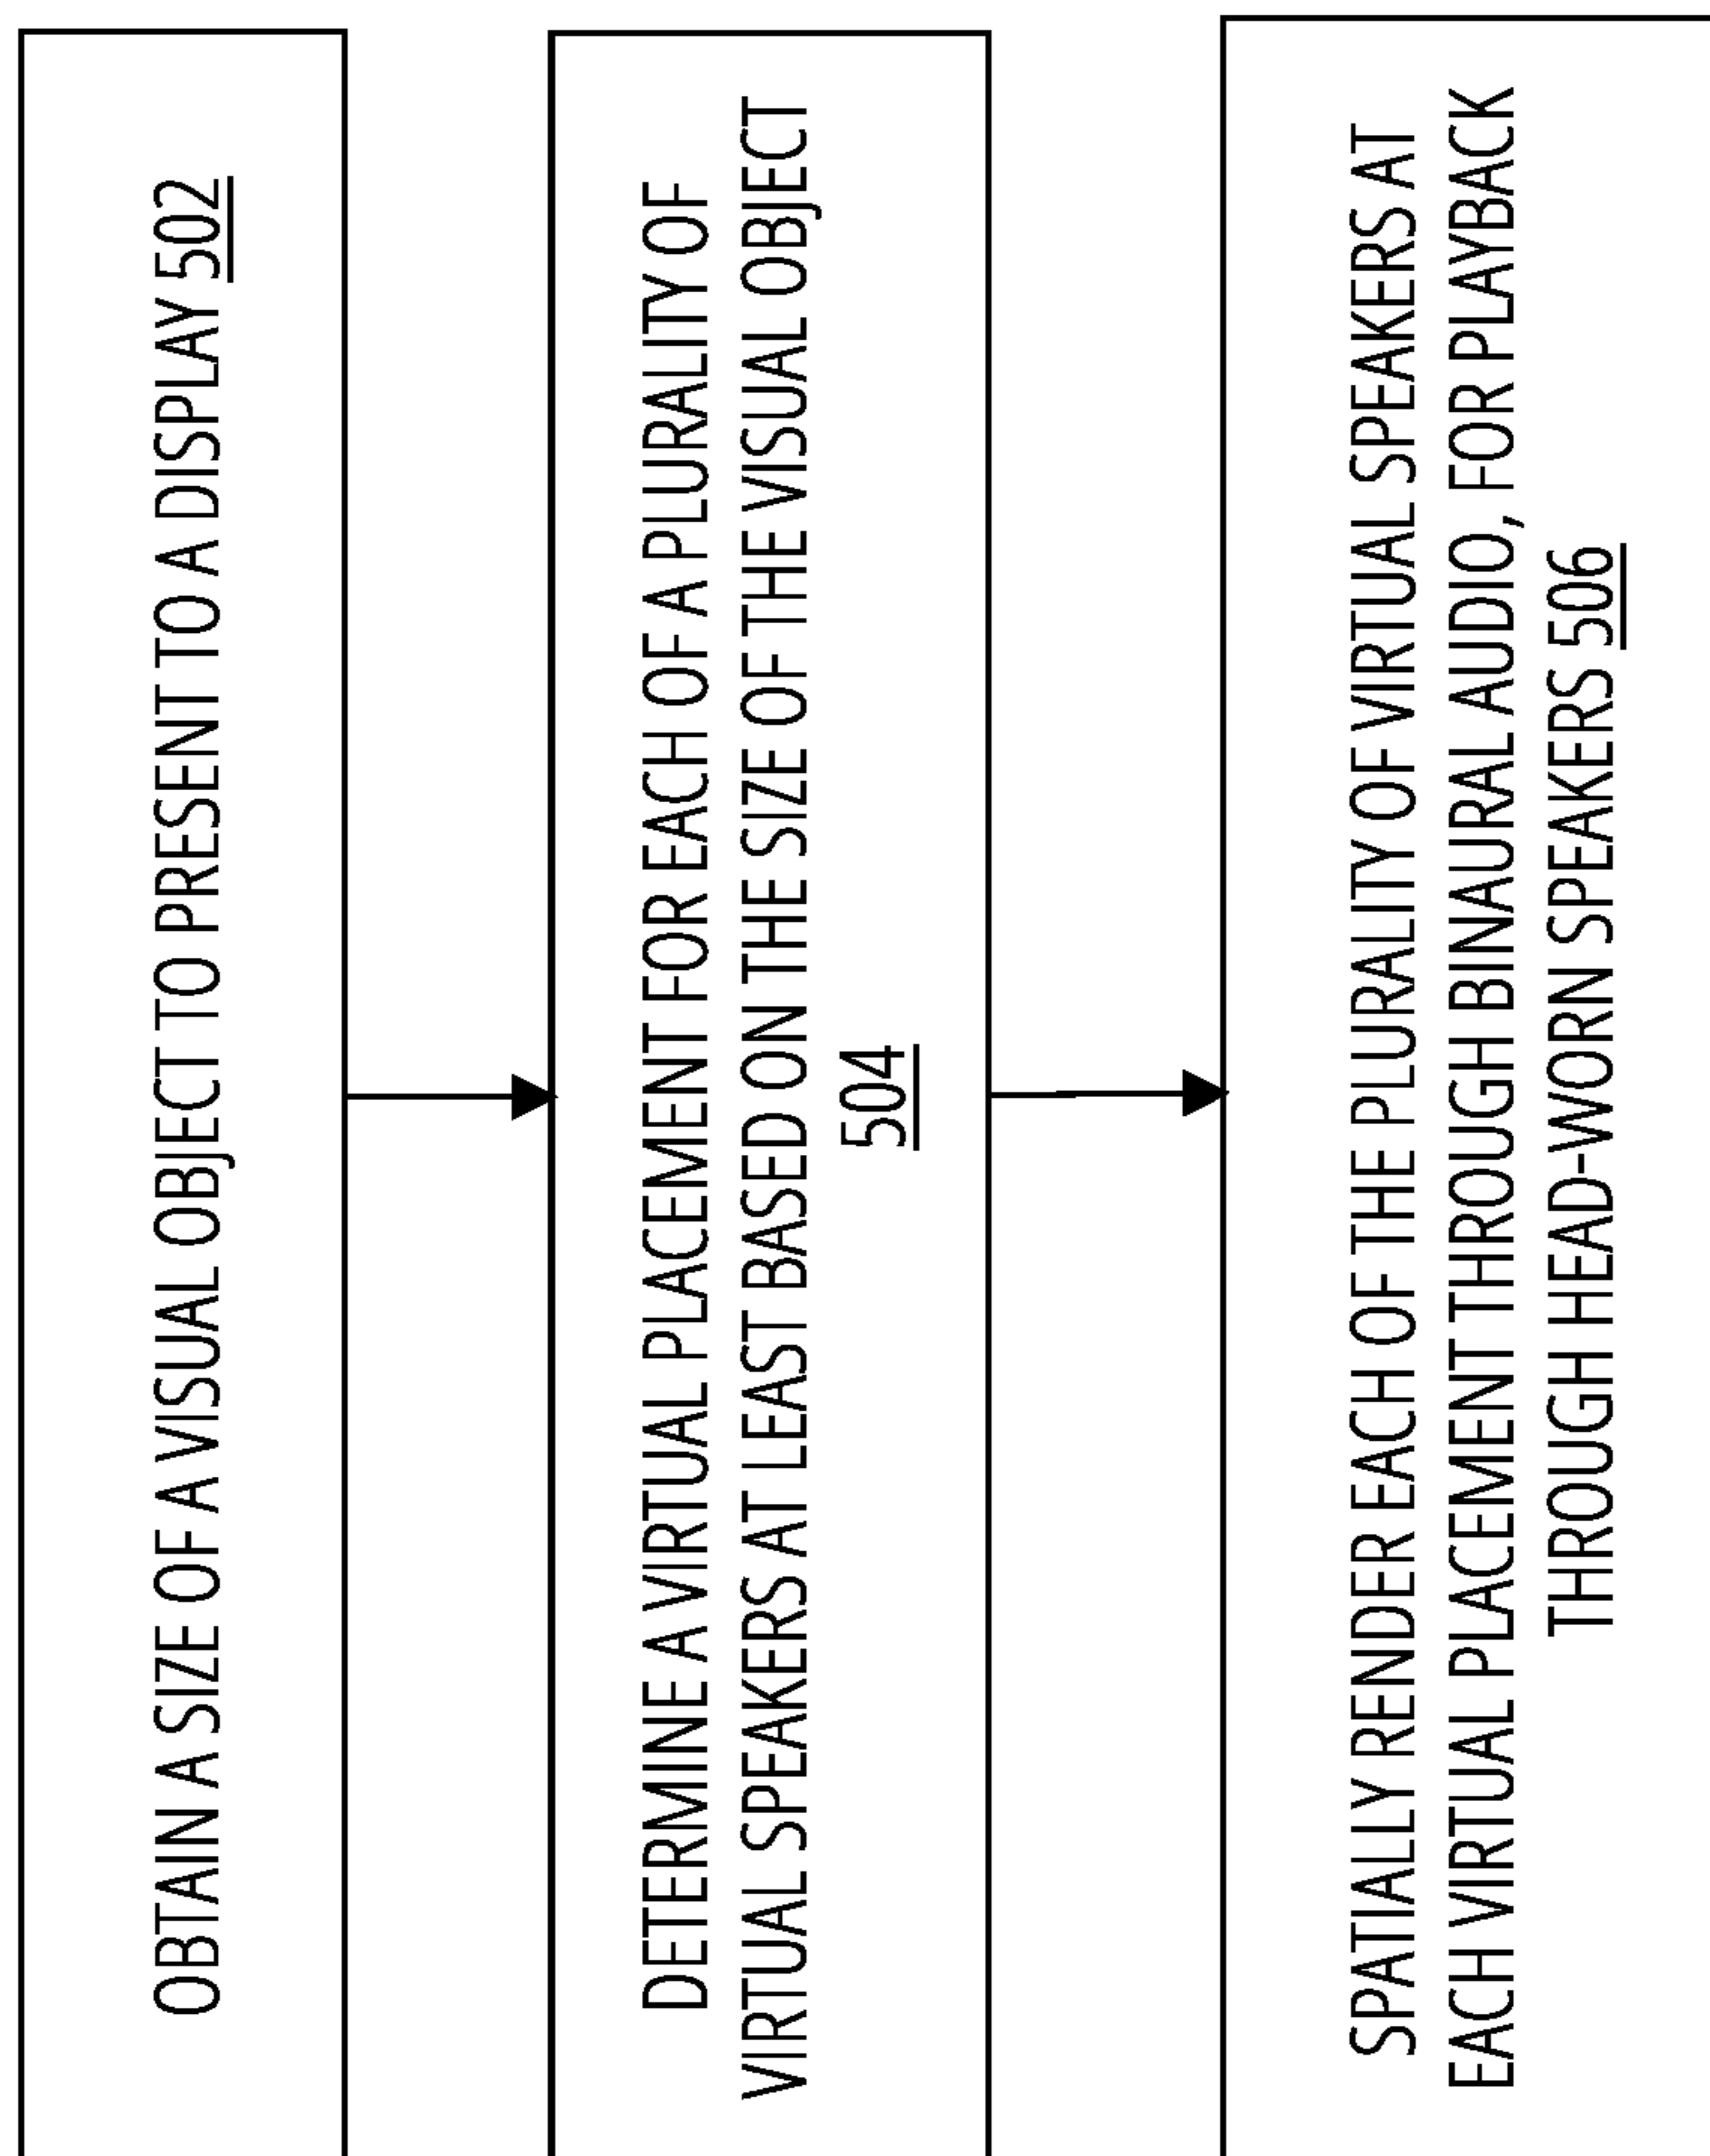 OBTAIN A SIZE OF A VISUAL OBJECT TO PRESENT TO A DISPLAY 502
DETERMINE A VIRTUAL PLACEMENT FOR EACH OF A PLURALITY OF
VIRTUAL SPEAKERS AT LEAST BASED ON THE SIZE OF THE VISUAL OBJECT
504
SPATIALLY RENDER EACH OF THE PLURALITY OF VIRTUAL SPEAKERS AT
EACH VIRTUAL PLACEMENT THROUGH BINAURAL AUDIO, FOR PLAYBACK
THROUGH HEAD-WORN SPEAKERS 506